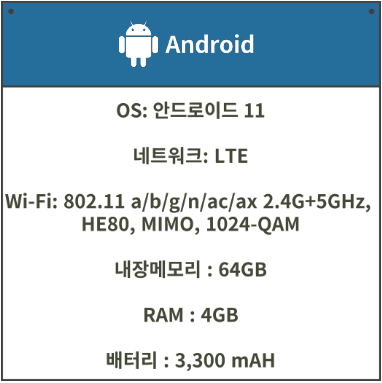 Android
OS: 안드로이드 11
네트워크: LTE
Wi-Fi: 802.11 a/b/g/n/ac/ax 2.4G+5GHz,
HE80, MIMO, 1024-QAM
내장메모리 : 64GB
RAM : 4GB
배터리 : 3,300 mAH